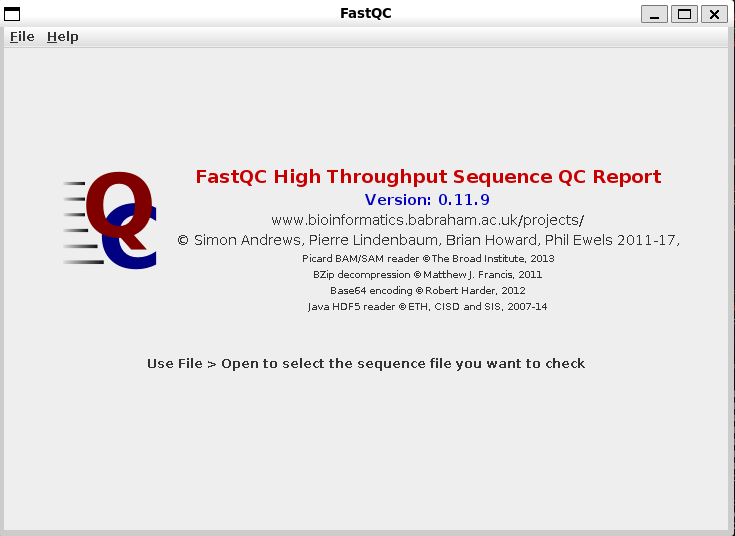 FastQC
File Help
QC
FastQC High Throughput Sequence QC Report
Version: 0.11.9
www.bioinformatics.babraham.ac.uk/projects/
© Simon Andrews, Pierre Lindenbaum, Brian Howard, Phil Ewels 2011-17,
Picard BAM/SAM reader ©The Broad Institute, 2013
BZip decompression ©Matthew J. Francis, 2011
Base64 encoding ©Robert Harder, 2012
Java HDF5 reader ©ETH, CISD and SIS, 2007-14
Use File > Open to select the sequence file you want to check